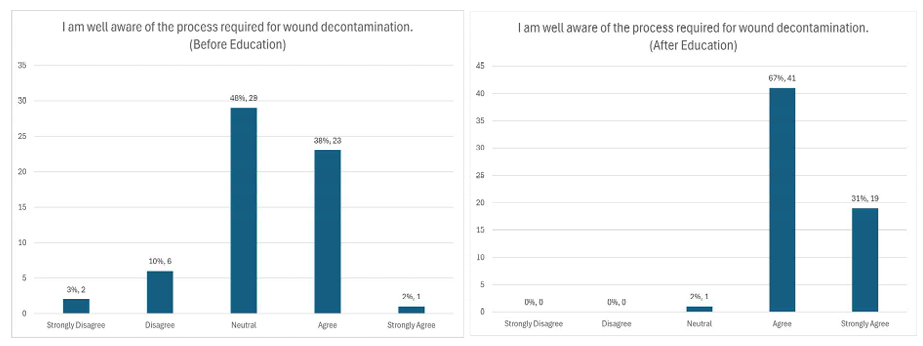 I am well aware of the process required for wound decontamination.
(Before Education)
35
30
25
20
15
10
5
0
3%, 2
10%, 6
48%, 29
38%, 23
2%, 1
Strongly Disagree
Disagree
Neutral
Agree
Strongly Agree
I am well aware of the process required for wound decontamination.
(After Education)
45
40
35
30
25
20
15
10
5
0
0%, 0
0%, 0
2%, 1
67%, 41
31%, 19
Strongly Disagree
Disagree
Neutral
Agree
Strongly Agree